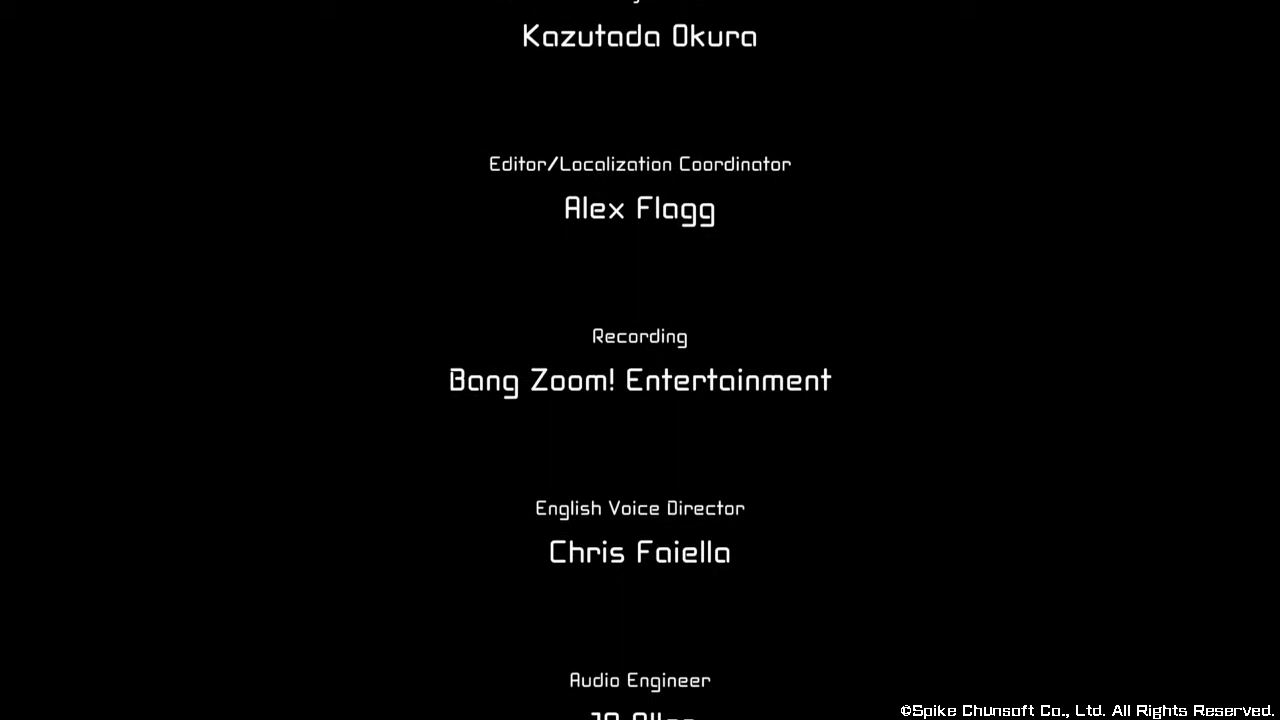 Kazutada Okura
Editor/Localization Coordinator
Alex Flagg
Recording
Bang Zoom! Entertainment
English Voice Director
Chris Faiella
Audio Engineer
©Spike Chunsoft Co., Ltd. All Rights Reserved.